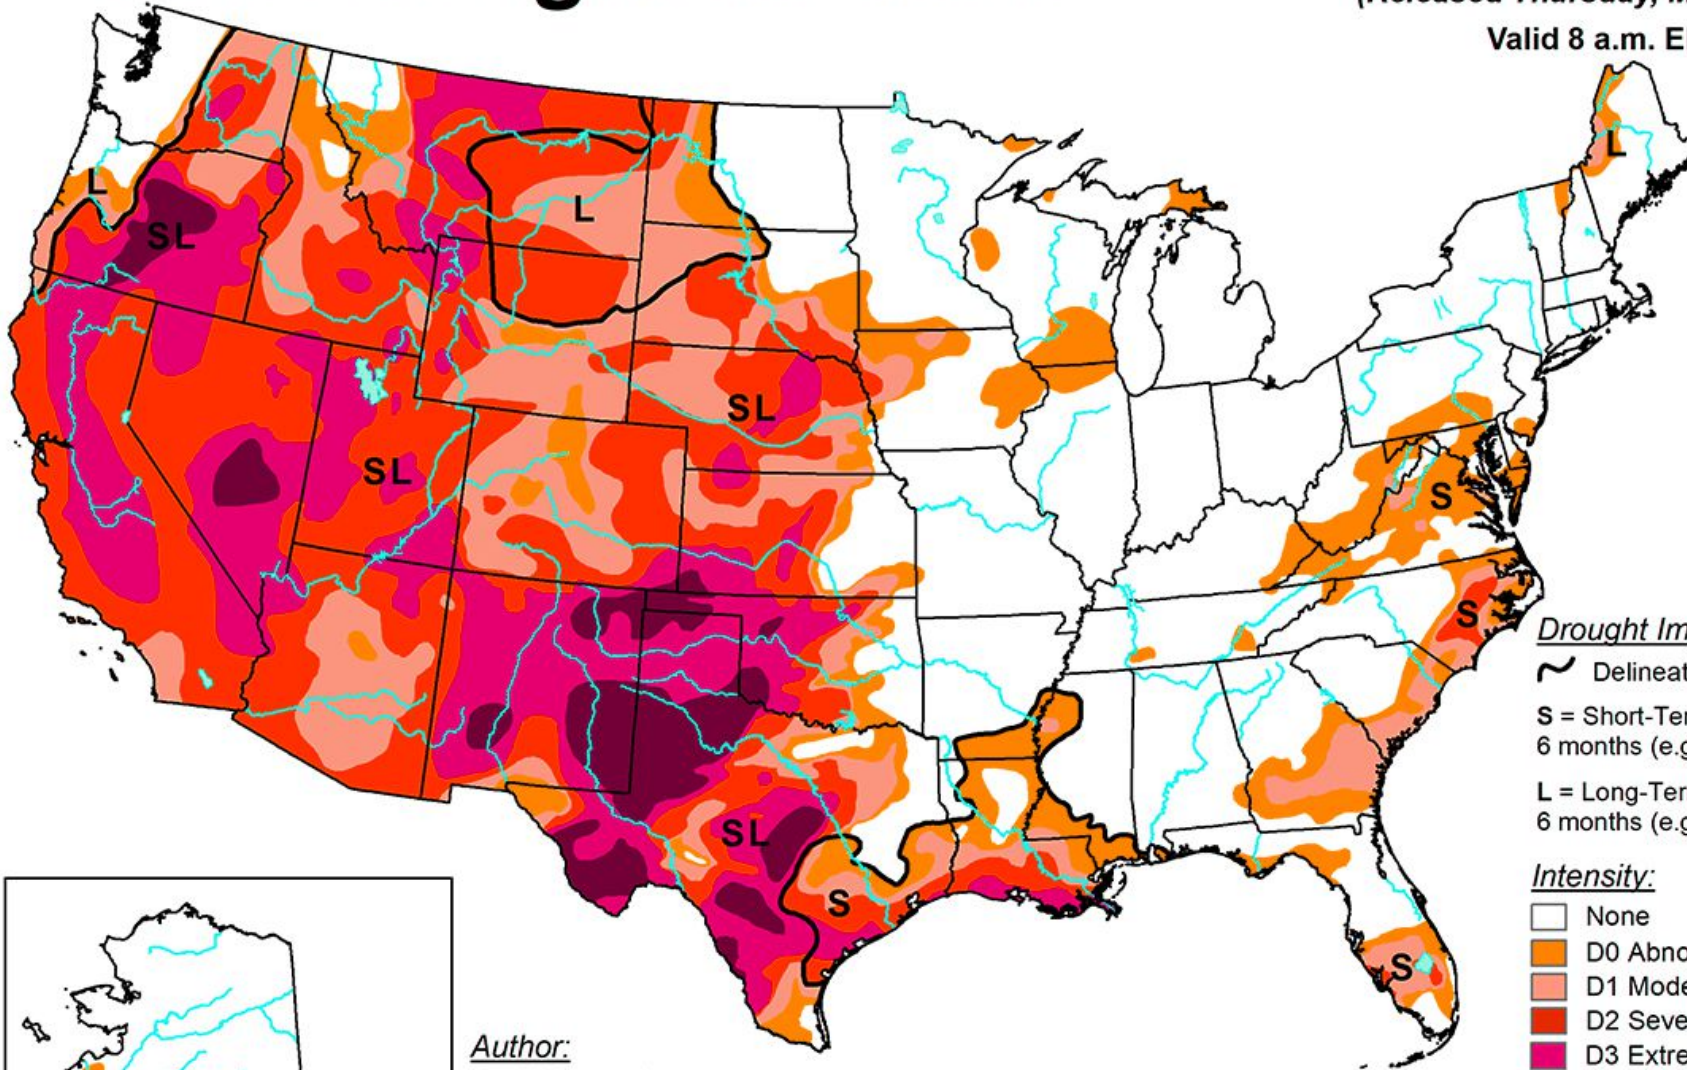 Valid 8 a.m. E
L
L
L
SL
S
SL
SL
S
Drought Im
Delineat
S = Short-Ter
6 months (e.g
L = Long-Ter
6 months (e.g
SL
S
Intensity:
None
D0 Abno
S
D1 Mode
D2 Seve
Author:
D3 Extre